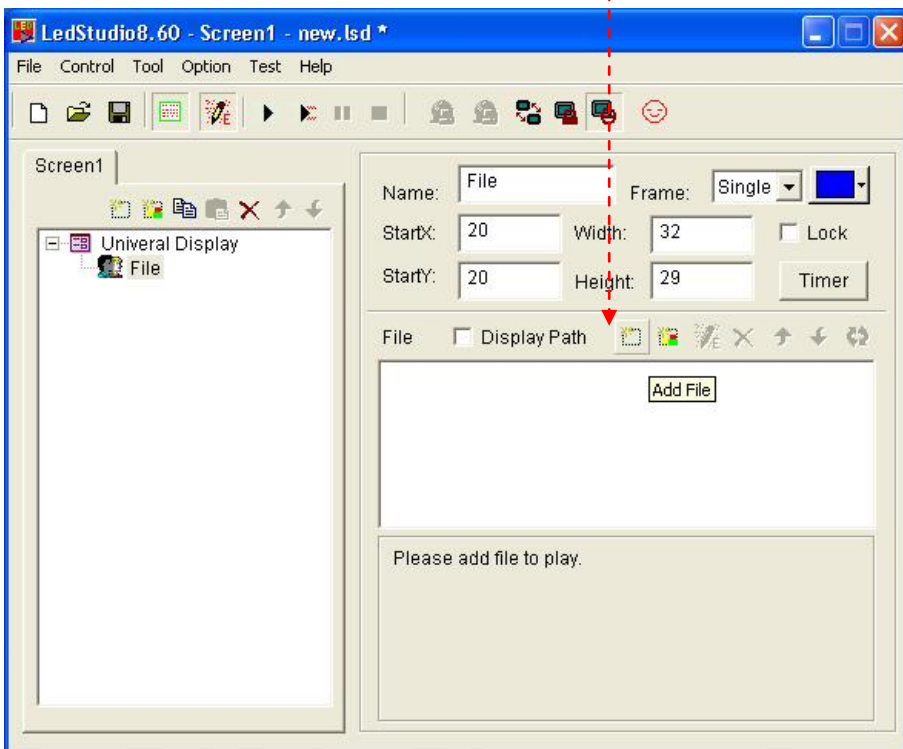 LedStudio8.60 - Screen1 - new.lsd *
File Control Tool Option Test Help
Screen1
Univeral Display
File
Name: File Frame: Single
StartX: 20 Width: 32 Lock
StartY: 20 Height: 29 Timer
File Display Path
Add File
Please add file to play.